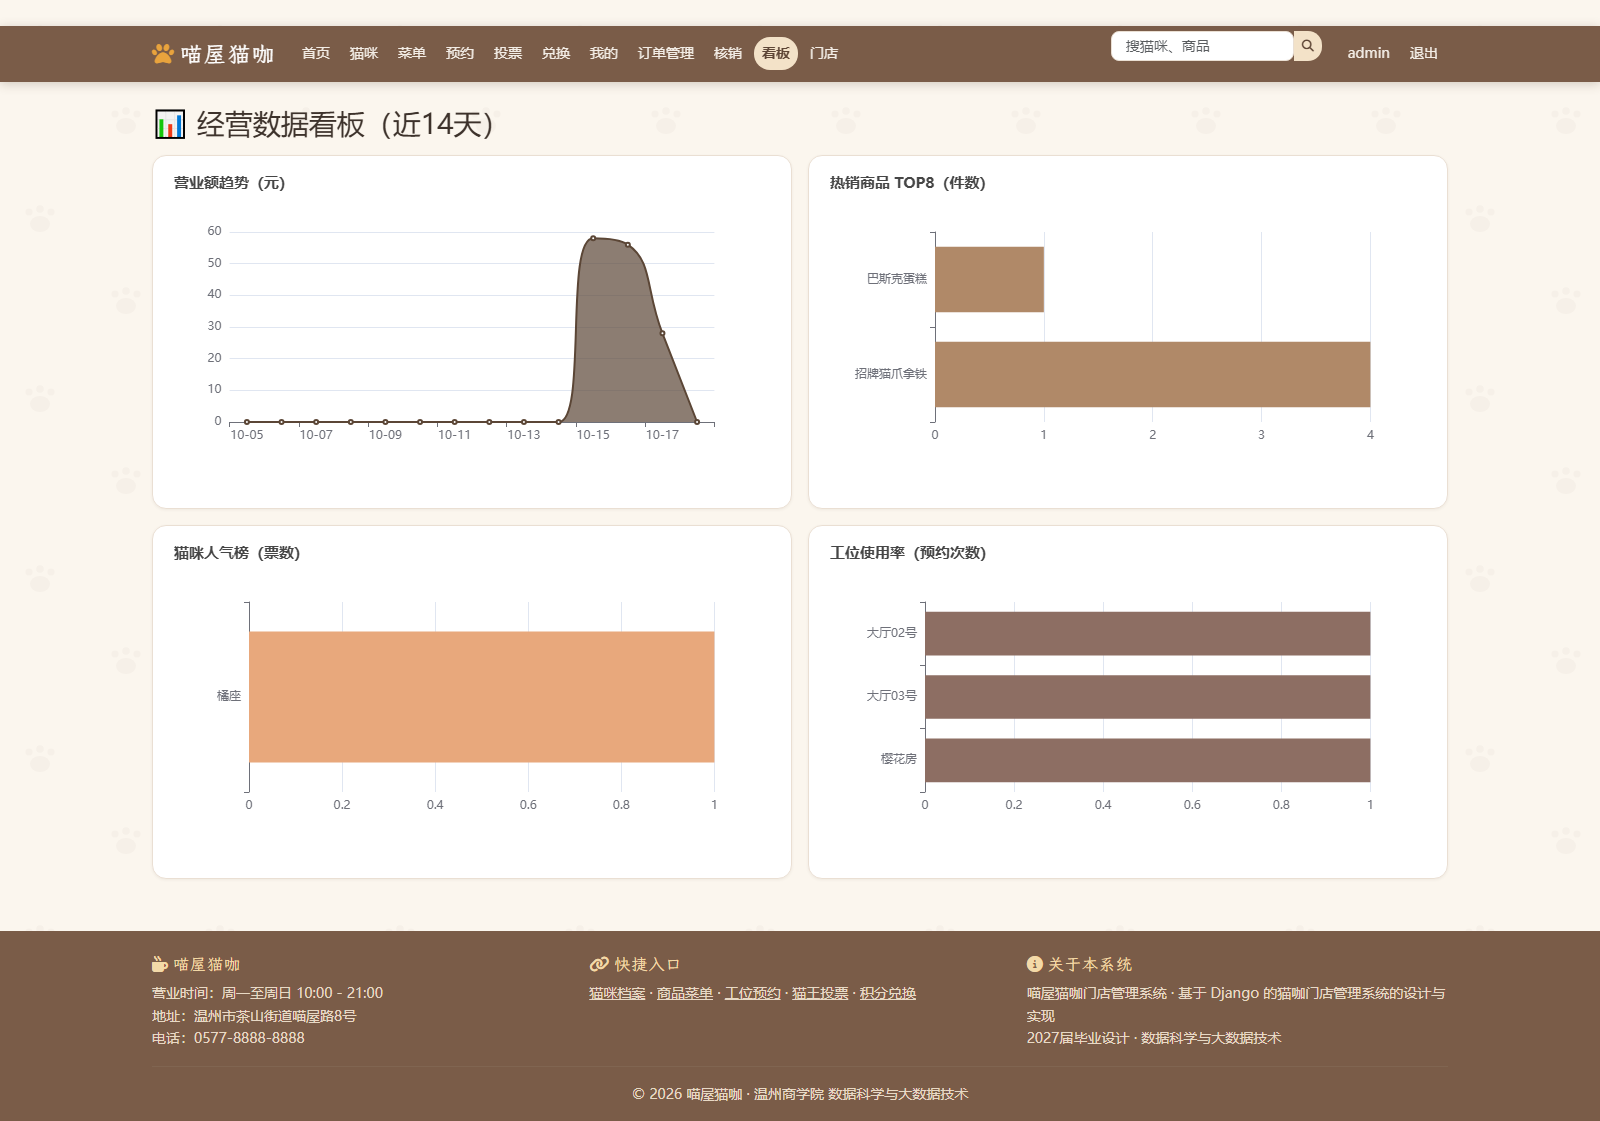 喵屋猫咖 首页 猫咪 菜单 预约 投票 兑换 我的 订单管理 核销 看板 门店 搜猫咪、商品 admin 退出
经营数据看板（近14天）
营业额趋势（元）
60
50
40
30
20
10
0
10-05 10-07 10-09 10-11 10-13 10-15 10-17
热销商品 TOP8（件数）
巴斯克蛋糕
招牌猫爪拿铁
0 1 2 3 4
猫咪人气榜（票数）
橘座
0 0.2 0.4 0.6 0.8 1
工位使用率（预约次数）
大厅02号
大厅03号
樱花房
0 0.2 0.4 0.6 0.8 1
喵屋猫咖
营业时间：周一至周日 10:00 - 21:00
地址：温州市茶山街道喵屋路8号
电话：0577-8888-8888
快捷入口
猫咪档案 · 商品菜单 · 工位预约 · 猫王投票 · 积分兑换
关于本系统
喵屋猫咖门店管理系统 · 基于 Django 的猫咖门店管理系统的设计与
实现
2027届毕业设计 · 数据科学与大数据技术
© 2026 喵屋猫咖 · 温州商学院 数据科学与大数据技术